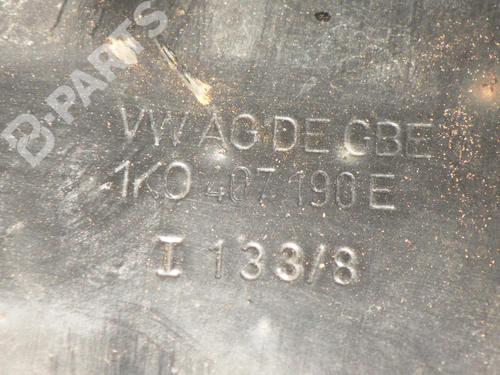 B-PARTS
VW AG DE GBE
1K0 407 190 E
I 133/8